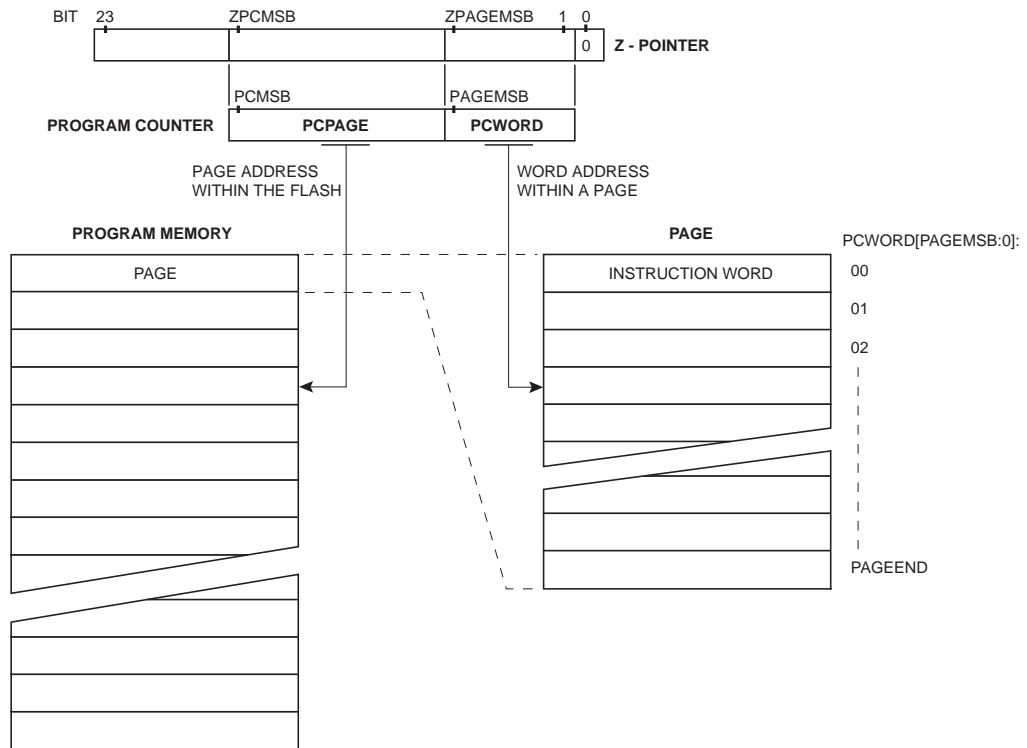 BIT 23 ZPCMSB ZPAGEMSB 1 0
0 Z - POINTER
PCMSB PAGEMSB
PROGRAM COUNTER PCPAGE PCWORD
PAGE ADDRESS
WITHIN THE FLASH
WORD ADDRESS
WITHIN A PAGE
PROGRAM MEMORY
PAGE
PAGE
INSTRUCTION WORD
PCWORD[PAGEMSB:0]:
00
01
02
PAGEEND